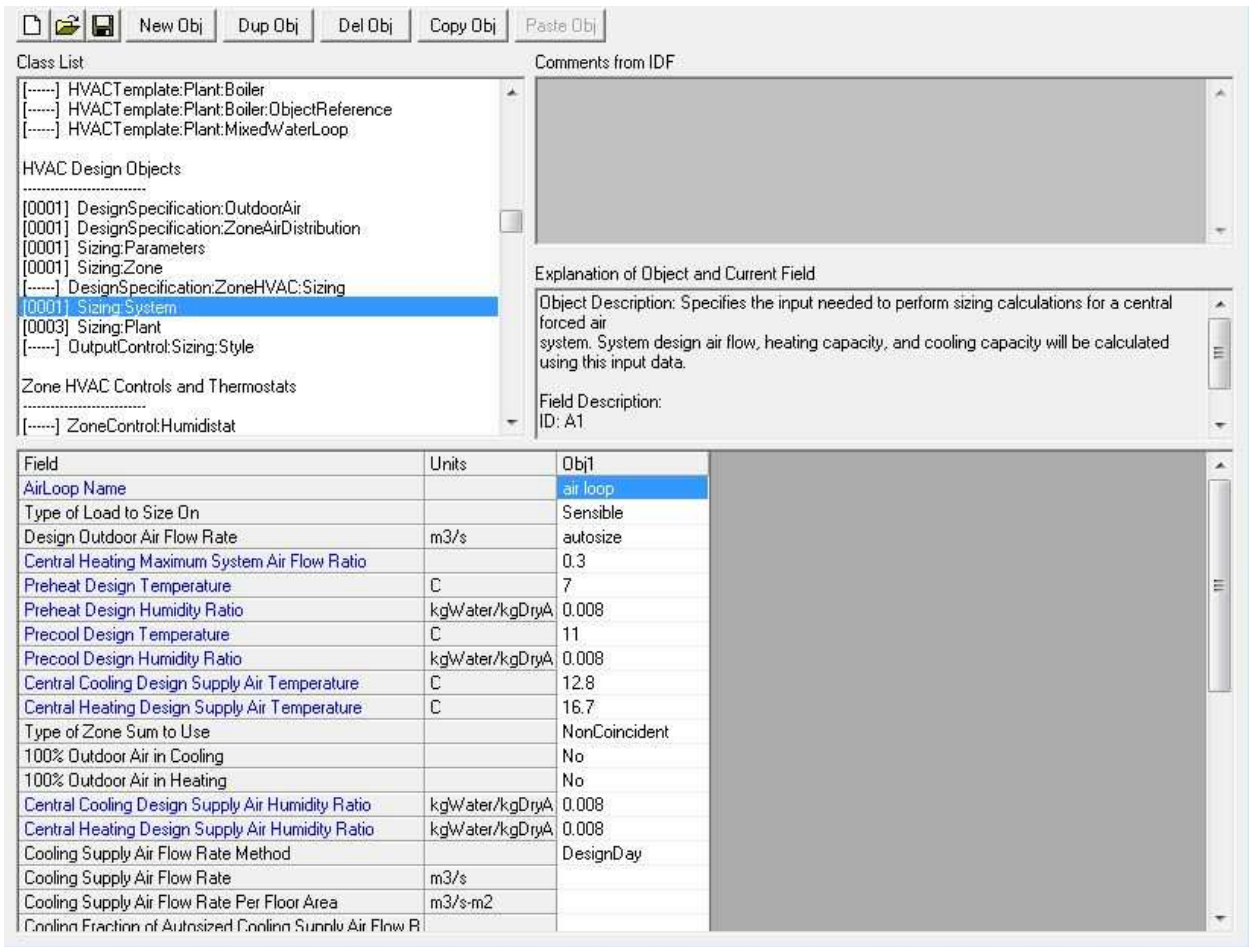 New Obj Dup Obj Del Obj Copy Obj Paste Obj
Class List
[------] HVACTemplate:Plant:Boiler
[------] HVACTemplate:Plant:Boiler:ObjectReference
[------] HVACTemplate:Plant:MixedWaterLoop
HVAC Design Objects
--------------------------
[0001] DesignSpecification:OutdoorAir
[0001] DesignSpecification:ZoneAirDistribution
[0001] Sizing:Parameters
[0001] Sizing:Zone
[------] DesignSpecification:ZoneHVAC:Sizing
[0001] Sizing:System
[0003] Sizing:Plant
[------] OutputControl:Sizing:Style
Zone HVAC Controls and Thermostats
--------------------------
[------] ZoneControl:Humidistat
Comments from IDF
Explanation of Object and Current Field
Object Description: Specifies the input needed to perform sizing calculations for a central
forced air
system. System design air flow, heating capacity, and cooling capacity will be calculated
using this input data.
Field Description:
ID: A1
Field Units Obj1
AirLoop Name air loop
Type of Load to Size On Sensible
Design Outdoor Air Flow Rate m3/s autosize
Central Heating Maximum System Air Flow Ratio 0.3
Preheat Design Temperature C 7
Preheat Design Humidity Ratio kgWater/kgDryA 0.008
Precool Design Temperature C 11
Precool Design Humidity Ratio kgWater/kgDryA 0.008
Central Cooling Design Supply Air Temperature C 12.8
Central Heating Design Supply Air Temperature C 16.7
Type of Zone Sum to Use NonCoincident
100% Outdoor Air in Cooling No
100% Outdoor Air in Heating No
Central Cooling Design Supply Air Humidity Ratio kgWater/kgDryA 0.008
Central Heating Design Supply Air Humidity Ratio kgWater/kgDryA 0.008
Cooling Supply Air Flow Rate Method DesignDay
Cooling Supply Air Flow Rate m3/s
Cooling Supply Air Flow Rate Per Floor Area m3/s-m2
Cooling Fraction of Autosized Cooling Supply Air Flow R